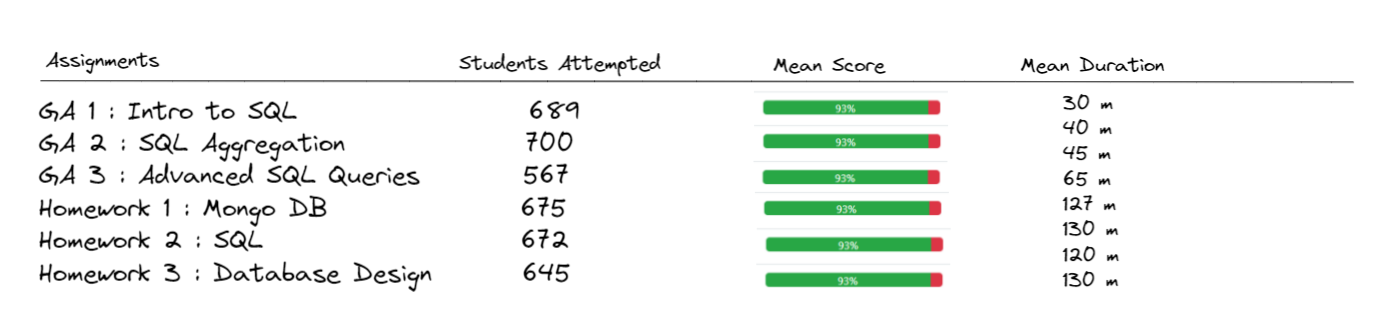 Assignments Students Attempted Mean Score Mean Duration
GA 1 : Intro to SQL 689 93% 30 m
40 m
GA 2 : SQL Aggregation 700 93% 45 m
GA 3 : Advanced SQL Queries 567 93% 65 m
Homework 1 : Mongo DB 675 93% 127 m
130 m
Homework 2 : SQL 672 93% 120 m
Homework 3 : Database Design 645 93% 130 m